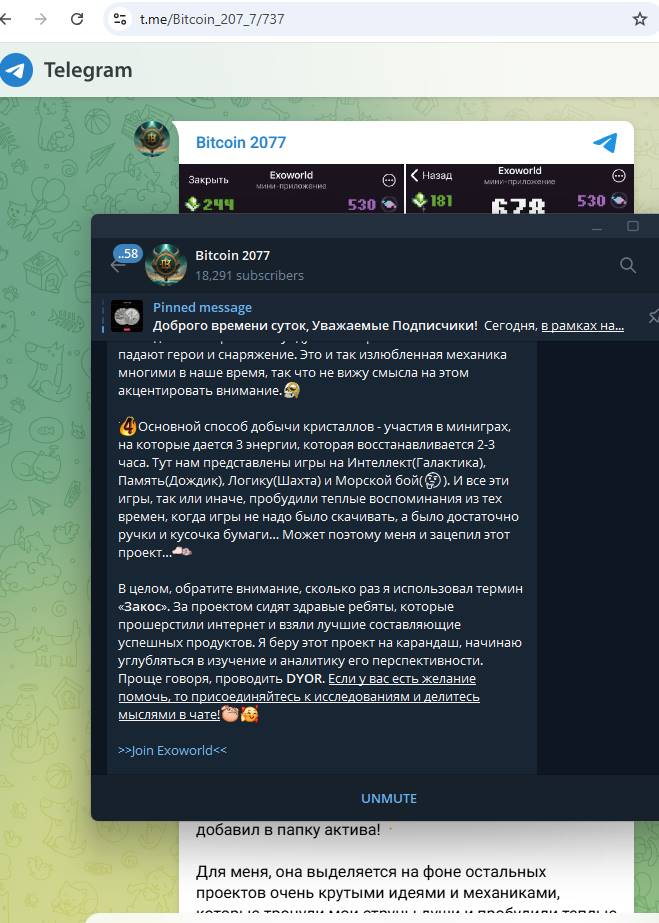 t.me/Bitcoin_207_7/737
Telegram
Bitcoin 2077
Закрыть
Exoworld
мини-приложение
244
530
Назад
Exoworld
мини-приложение
181
678
530
..58
Bitcoin 2077
18,291 subscribers
Pinned message
Доброго времени суток, Уважаемые Подписчики! Сегодня, в рамках на...
падают герои и снаряжение. Это и так излюбленная механика
многими в наше время, так что не вижу смысла на этом
акцентировать внимание.
4 Основной способ добычи кристаллов - участия в миниграх,
на которые дается 3 энергии, которая восстанавливается 2-3
часа. Тут нам представлены игры на Интеллект(Галактика),
Память(Дождик), Логику(Шахта) и Морской бой( ). И все эти
игры, так или иначе, пробудили теплые воспоминания из тех
времен, когда игры не надо было скачивать, а было достаточно
ручки и кусочка бумаги... Может поэтому меня и зацепил этот
проект...
В целом, обратите внимание, сколько раз я использовал термин
«Закос». За проектом сидят здравые ребяты, которые
прошерстили интернет и взяли лучшие составляющие
успешных продуктов. Я беру этот проект на карандаш, начинаю
углубляться в изучение и аналитику его перспективности.
Проще говоря, проводить DYOR. Если у вас есть желание
помочь, то присоединяйтесь к исследованиям и делитесь
мыслями в чате!
>>Join Exoworld<<
UNMUTE
добавил в папку актива!
Для меня, она выделяется на фоне остальных
проектов очень крутыми идеями и механиками,
которые тронули мои струны души и пробудили теплые